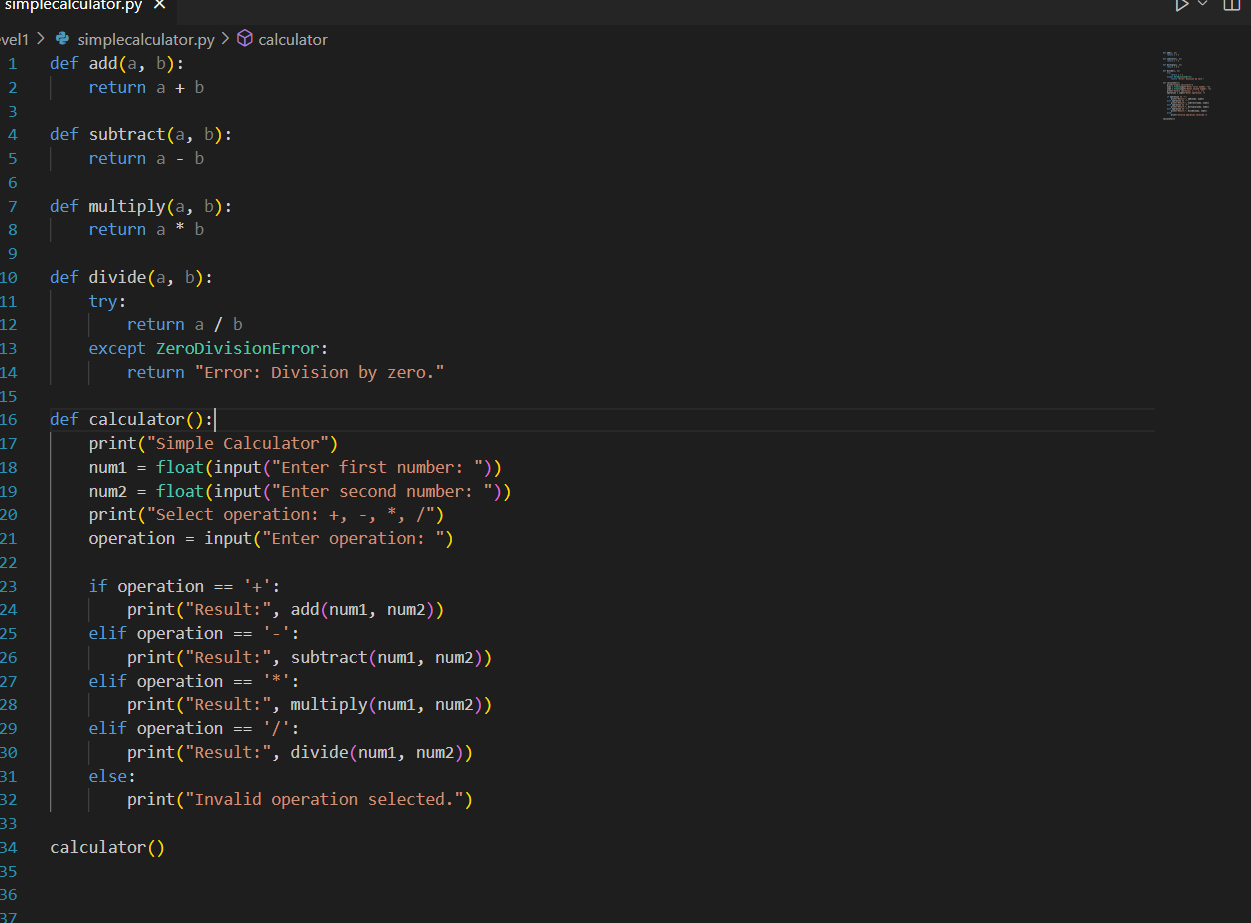 simplecalculator.py
evel1 > simplecalculator.py > calculator
1 def add(a, b):
2     return a + b
3
4 def subtract(a, b):
5     return a - b
6
7 def multiply(a, b):
8     return a * b
9
10 def divide(a, b):
11     try:
12         return a / b
13     except ZeroDivisionError:
14         return "Error: Division by zero."
15
16 def calculator():
17     print("Simple Calculator")
18     num1 = float(input("Enter first number: "))
19     num2 = float(input("Enter second number: "))
20     print("Select operation: +, -, *, /")
21     operation = input("Enter operation: ")
22
23     if operation == '+':
24         print("Result:", add(num1, num2))
25     elif operation == '-':
26         print("Result:", subtract(num1, num2))
27     elif operation == '*':
28         print("Result:", multiply(num1, num2))
29     elif operation == '/':
30         print("Result:", divide(num1, num2))
31     else:
32         print("Invalid operation selected.")
33
34 calculator()
35
36
37